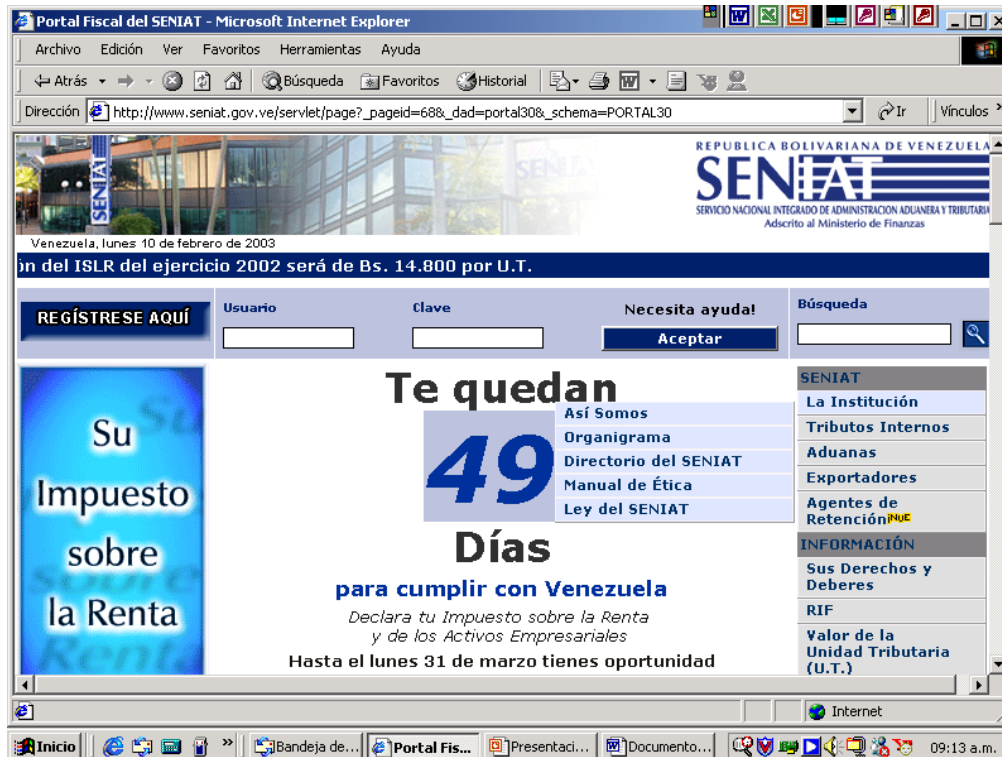 Portal Fiscal del SENIAT - Microsoft Internet Explorer
Archivo Edición Ver Favoritos Herramientas Ayuda
Atrás Búsqueda Favoritos Historial
Dirección http://www.seniat.gov.ve/servlet/page?_pageid=68&_dad=portal30&_schema=PORTAL30 Ir Vínculos
SENIAT
REPUBLICA BOLIVARIANA DE VENEZUELA
SENIAT
SERVICIO NACIONAL INTEGRADO DE ADMINISTRACION ADUANERA Y TRIBUTARIA
Adscrito al Ministerio de Finanzas
Venezuela, lunes 10 de febrero de 2003
ón del ISLR del ejercicio 2002 será de Bs. 14.800 por U.T.
REGÍSTRESE AQUÍ
Usuario
Clave
Necesita ayuda!
Aceptar
Búsqueda
Su
Impuesto
sobre
la Renta
Te quedan
49
Días
para cumplir con Venezuela
Declara tu Impuesto sobre la Renta
y de los Activos Empresariales
Hasta el lunes 31 de marzo tienes oportunidad
Así Somos
Organigrama
Directorio del SENIAT
Manual de Ética
Ley del SENIAT
SENIAT
La Institución
Tributos Internos
Aduanas
Exportadores
Agentes de
Retención
INFORMACIÓN
Sus Derechos y
Deberes
RIF
Valor de la
Unidad Tributaria
(U.T.)
Internet
Inicio Bandeja de... Portal Fis... Presentaci... Documento... 09:13 a.m.